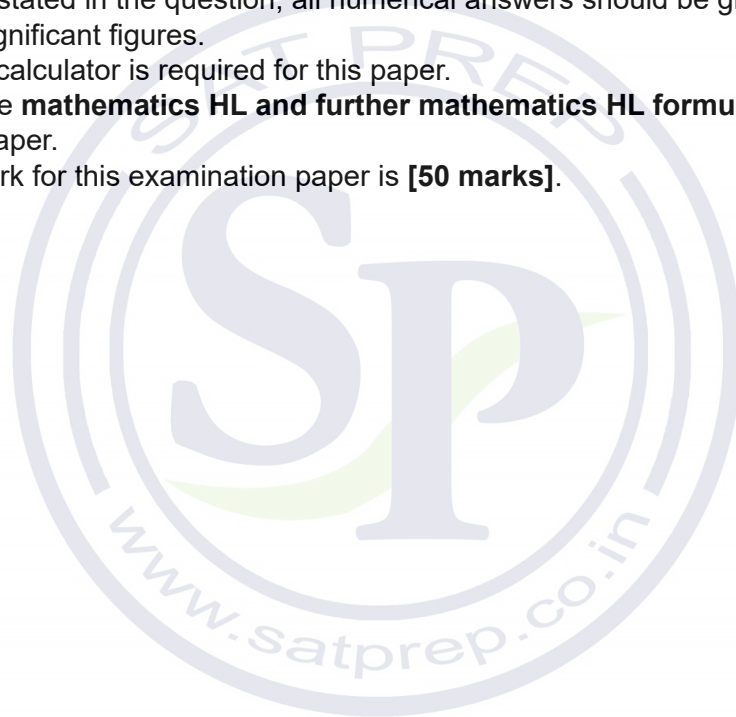 stated in the question, all numerical answers should be g
gnificant figures.
calculator is required for this paper.
e mathematics HL and further mathematics HL formu
aper.
rk for this examination paper is [50 marks].
SAT PREP
SP
www.satprep.co.in